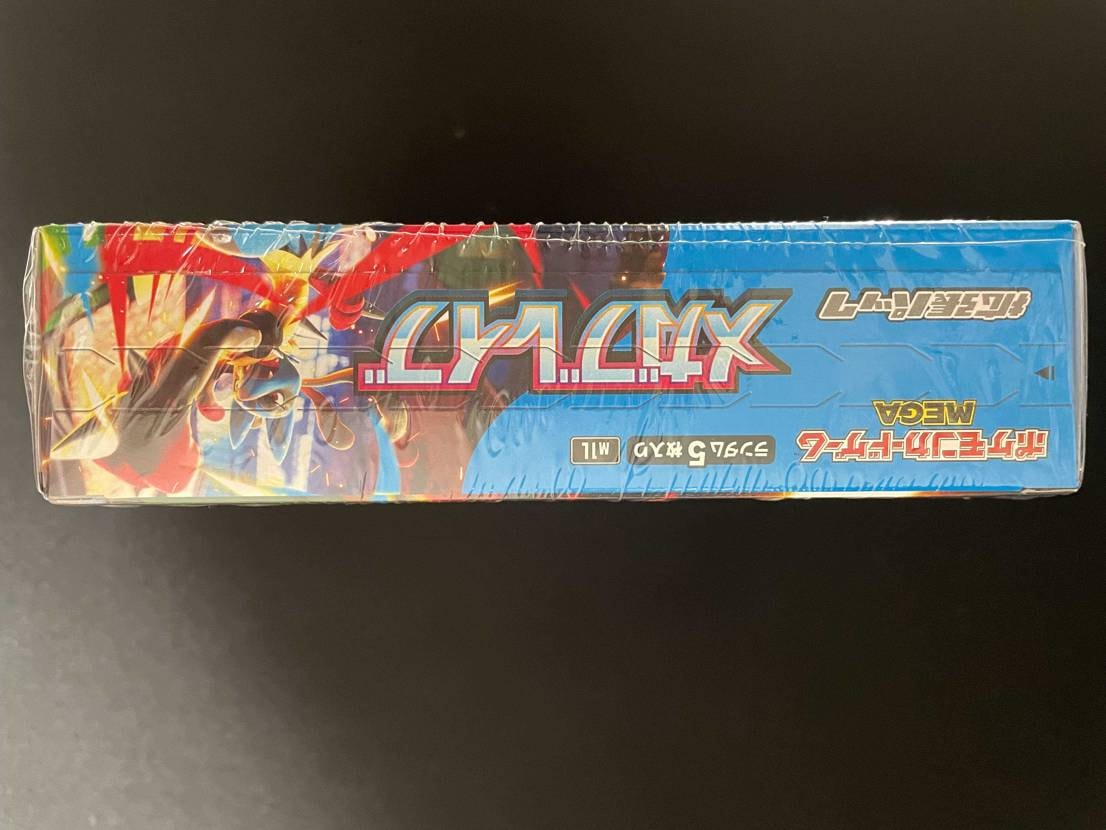 ポケモンカードゲーム
MEGA
拡張パック
メガブレイブ
ランダム5枚入り
M1L